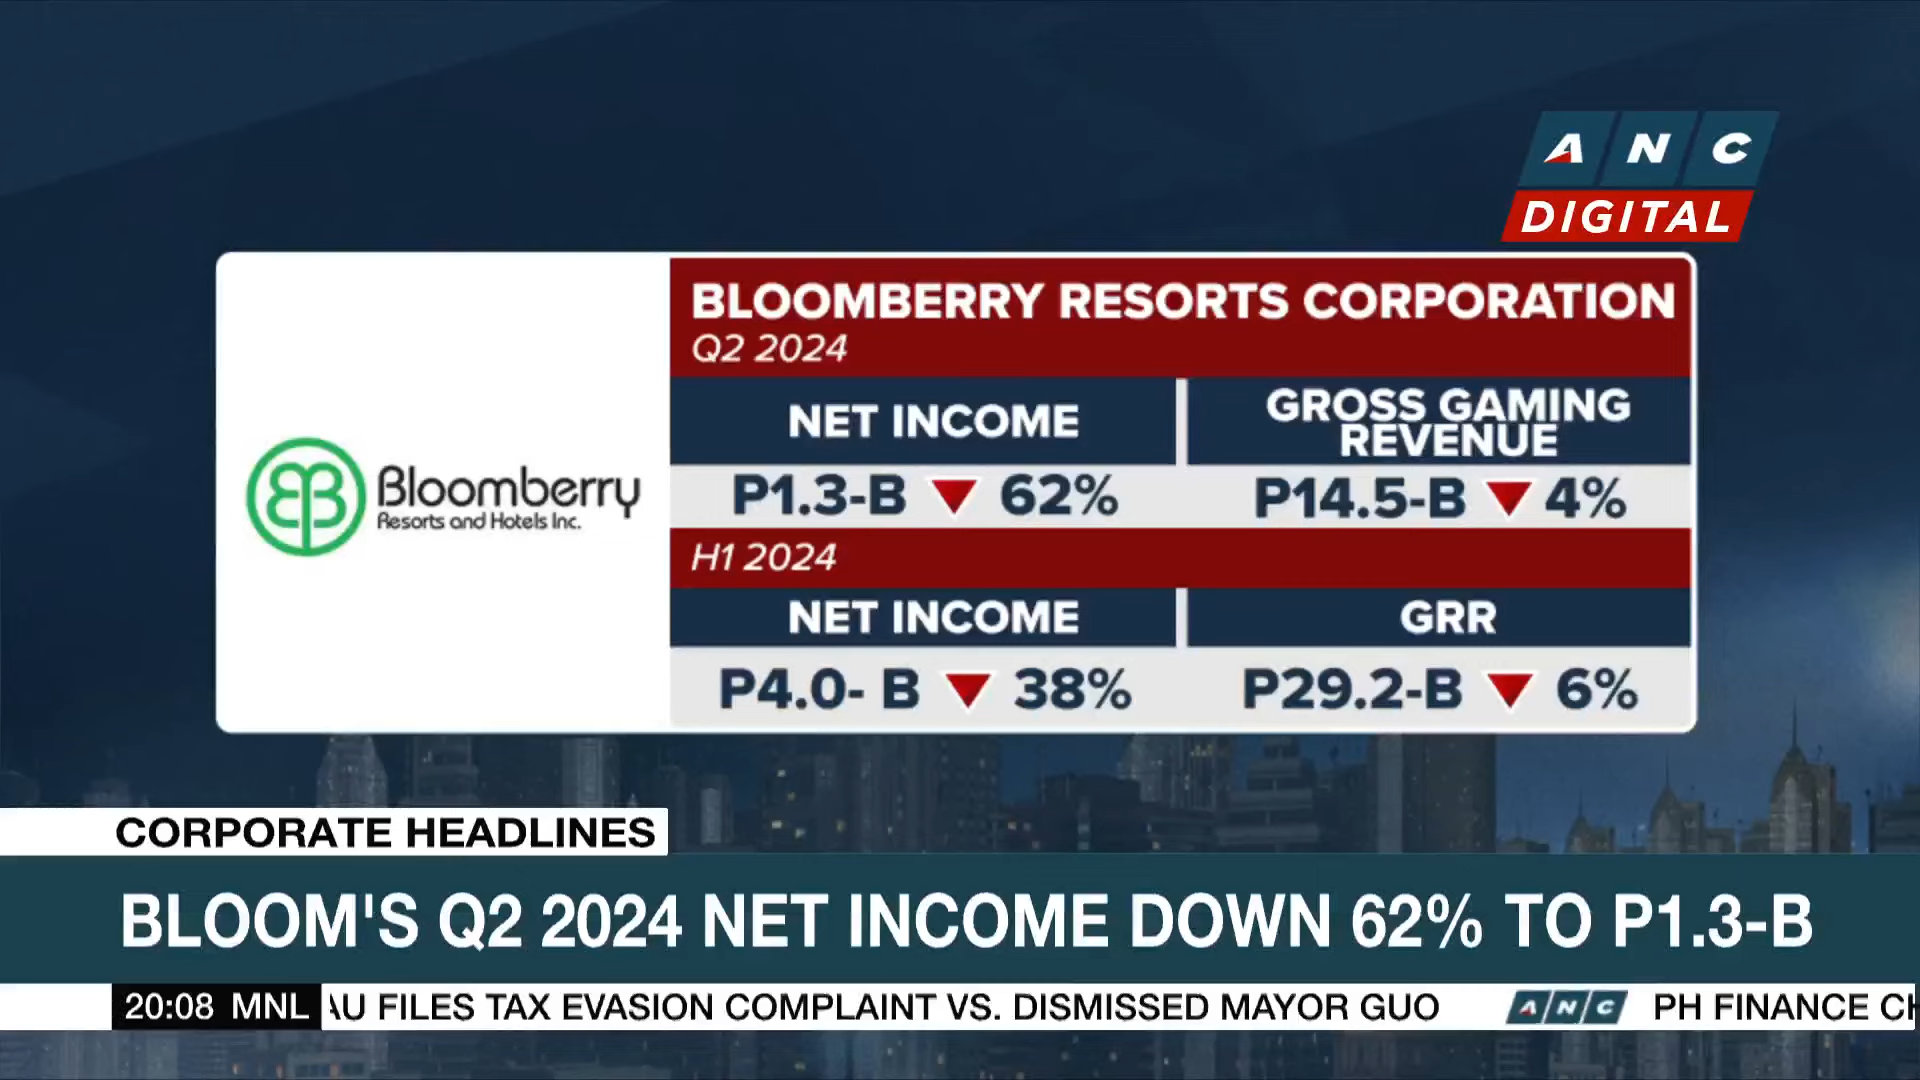 ANC
DIGITAL
BLOOMBERRY RESORTS CORPORATION
Q2 2024
NET INCOME
GROSS GAMING
REVENUE
P1.3-B ▼ 62%
P14.5-B ▼ 4%
H1 2024
NET INCOME
GRR
P4.0- B ▼ 38%
P29.2-B ▼ 6%
Bloomberry
Resorts and Hotels Inc.
CORPORATE HEADLINES
BLOOM'S Q2 2024 NET INCOME DOWN 62% TO P1.3-B
20:08 MNL
FILES TAX EVASION COMPLAINT VS. DISMISSED MAYOR GUO
ANC
PH FINANCE